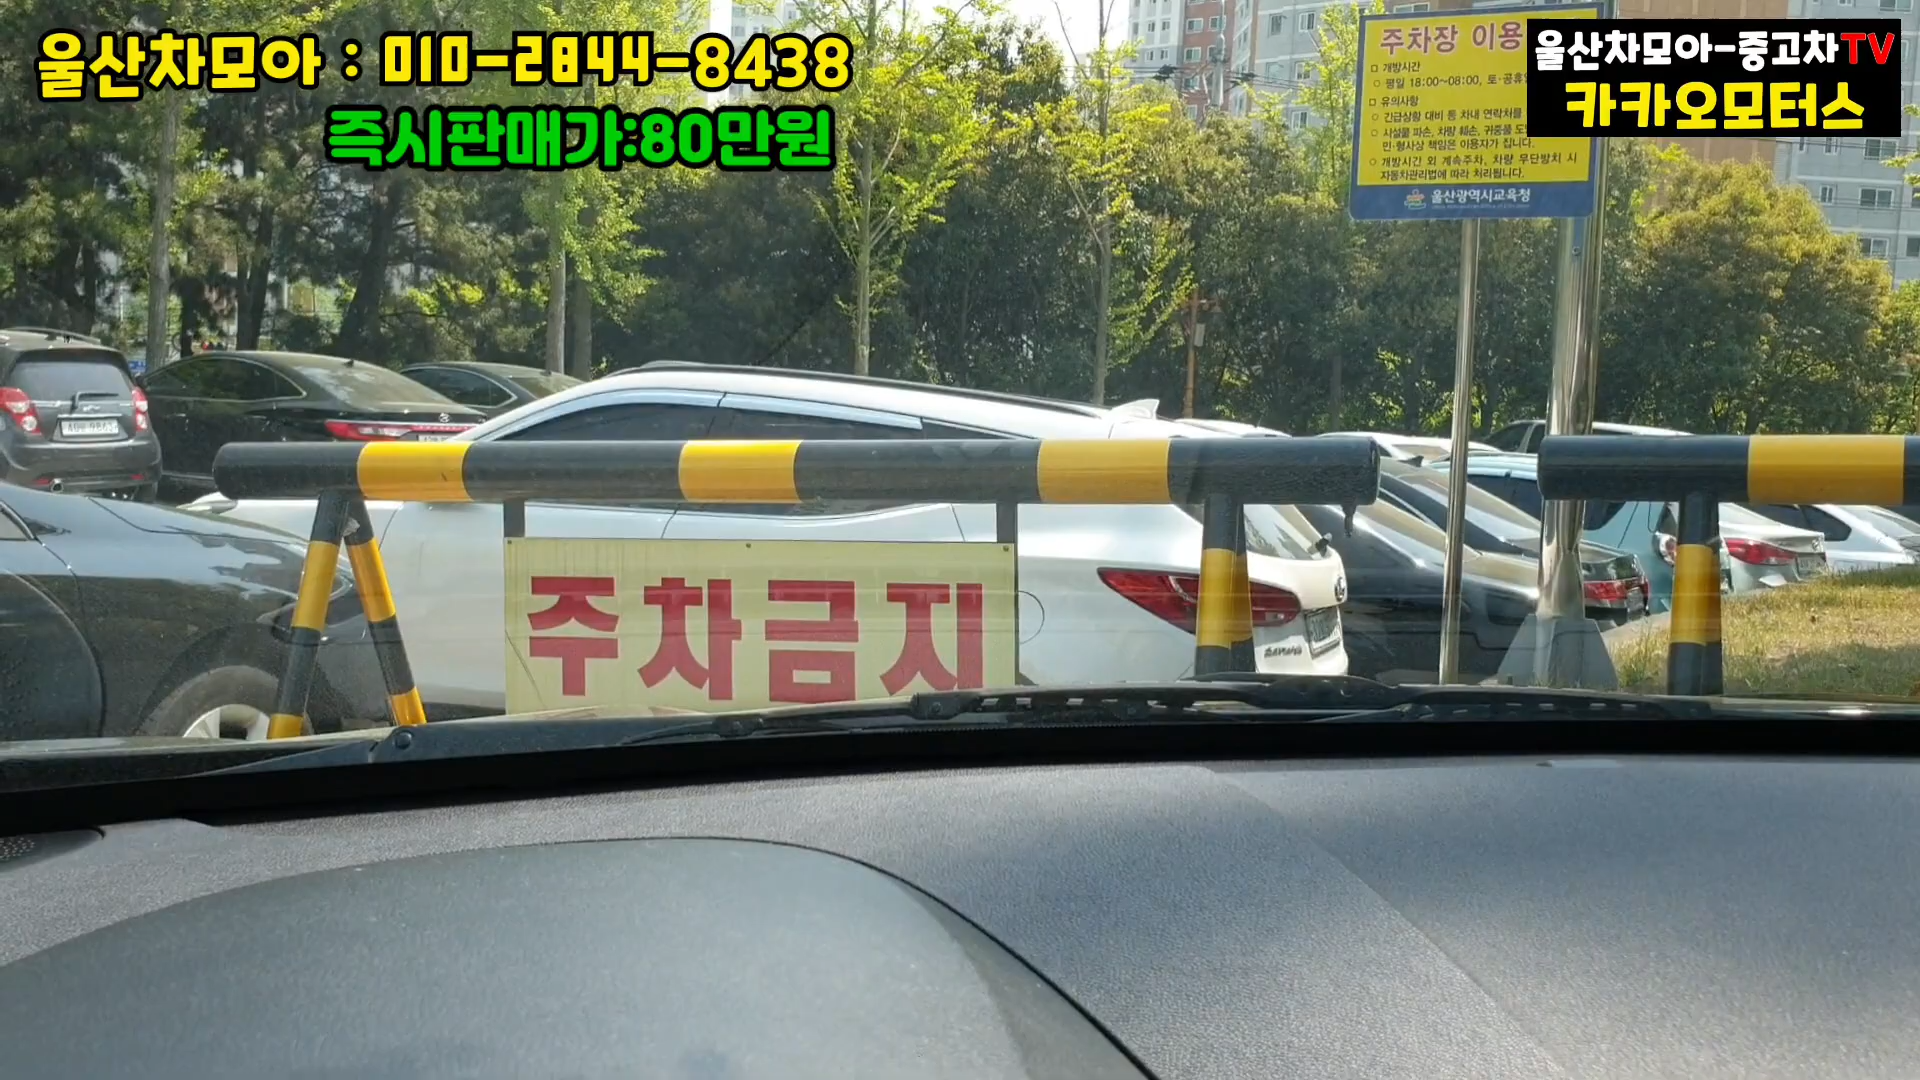 울산차모아 : 010-2844-8438
즉시판매가:80만원
울산차모아-중고차TV
카카오모터스
주차장 이용
□ 개방시간
○ 평일 18:00~08:00, 토·공휴일
□ 유의사항
○ 긴급상황 대비 등 차내 연락처를
○ 시설물 파손, 차량 훼손, 귀중품
민·형사상 책임은 이용자가 집니다.
○ 개방시간 외 계속주차, 차량 무단방치 시
자동차관리법에 따라 처리됩니다.
울산광역시교육청
주차금지